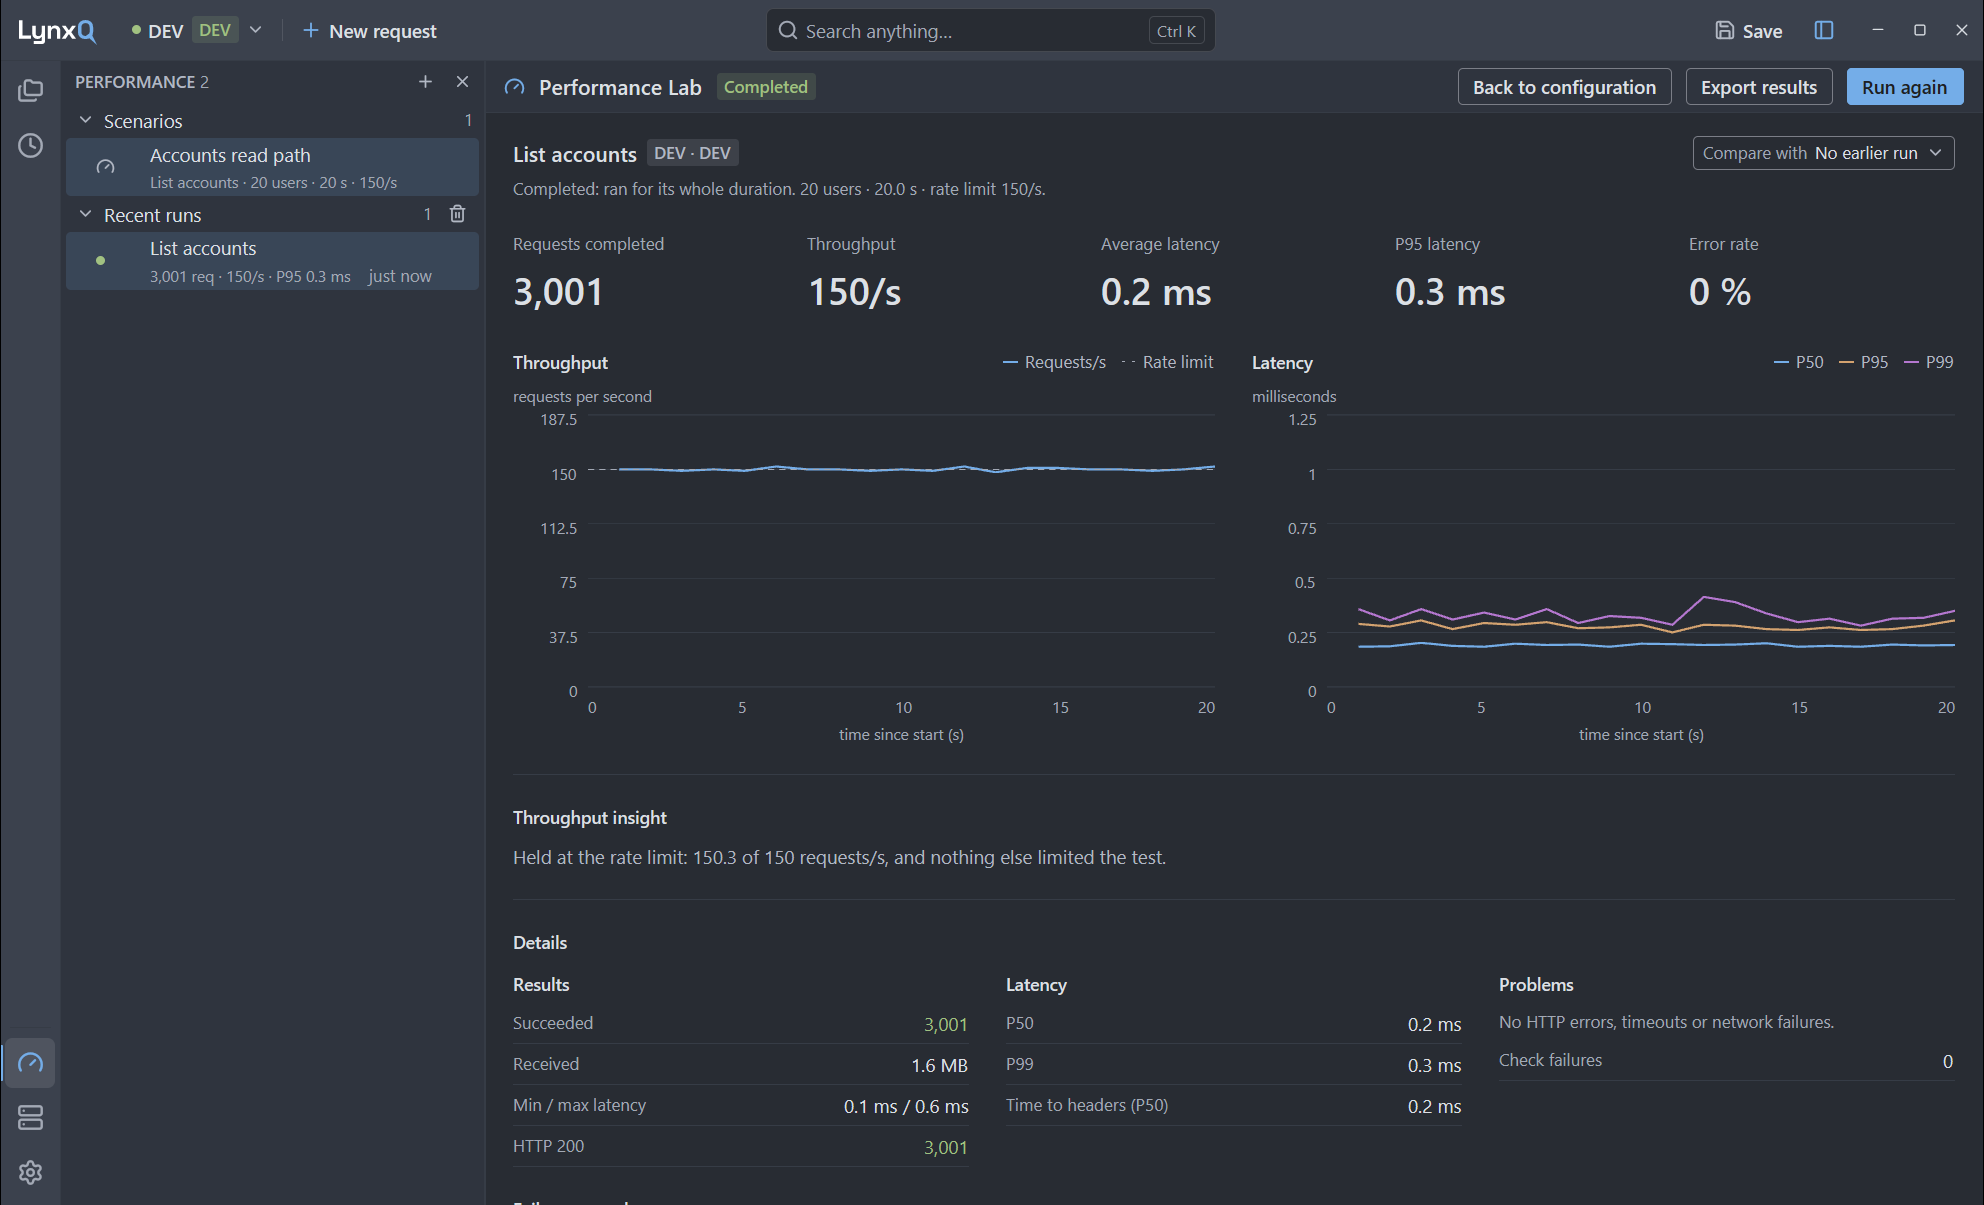 LynxQ
DEV DEV
New request
Search anything... Ctrl K
Save
PERFORMANCE 2
Scenarios 1
Accounts read path
List accounts · 20 users · 20 s · 150/s
Recent runs 1
List accounts
3,001 req · 150/s · P95 0.3 ms just now
Performance Lab Completed
Back to configuration
Export results
Run again
List accounts DEV · DEV
Compare with No earlier run
Completed: ran for its whole duration. 20 users · 20.0 s · rate limit 150/s.
Requests completed
3,001
Throughput
150/s
Average latency
0.2 ms
P95 latency
0.3 ms
Error rate
0 %
Throughput
Requests/s Rate limit
requests per second
187.5
150
112.5
75
37.5
0
0 5 10 15 20
time since start (s)
Latency
P50 P95 P99
milliseconds
1.25
1
0.75
0.5
0.25
0
0 5 10 15 20
time since start (s)
Throughput insight
Held at the rate limit: 150.3 of 150 requests/s, and nothing else limited the test.
Details
Results
Succeeded 3,001
Received 1.6 MB
Min / max latency 0.1 ms / 0.6 ms
HTTP 200 3,001
Latency
P50 0.2 ms
P99 0.3 ms
Time to headers (P50) 0.2 ms
Problems
No HTTP errors, timeouts or network failures.
Check failures 0